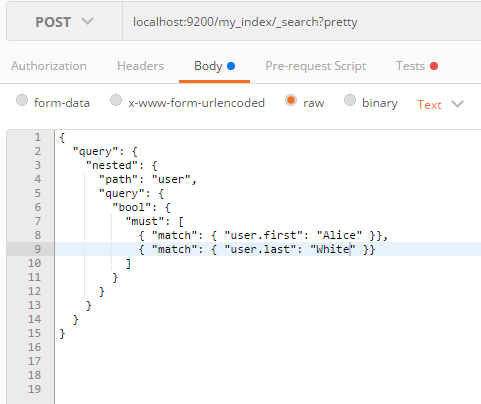 POST localhost:9200/my_index/_search?pretty
Authorization Headers Body Pre-request Script Tests
form-data x-www-form-urlencoded raw binary Text
1 {
2   "query": {
3     "nested": {
4       "path": "user",
5       "query": {
6         "bool": {
7           "must": [
8             { "match": { "user.first": "Alice" }},
9             { "match": { "user.last": "White" }}
10           ]
11         }
12       }
13     }
14   }
15 }
16
17
18
19